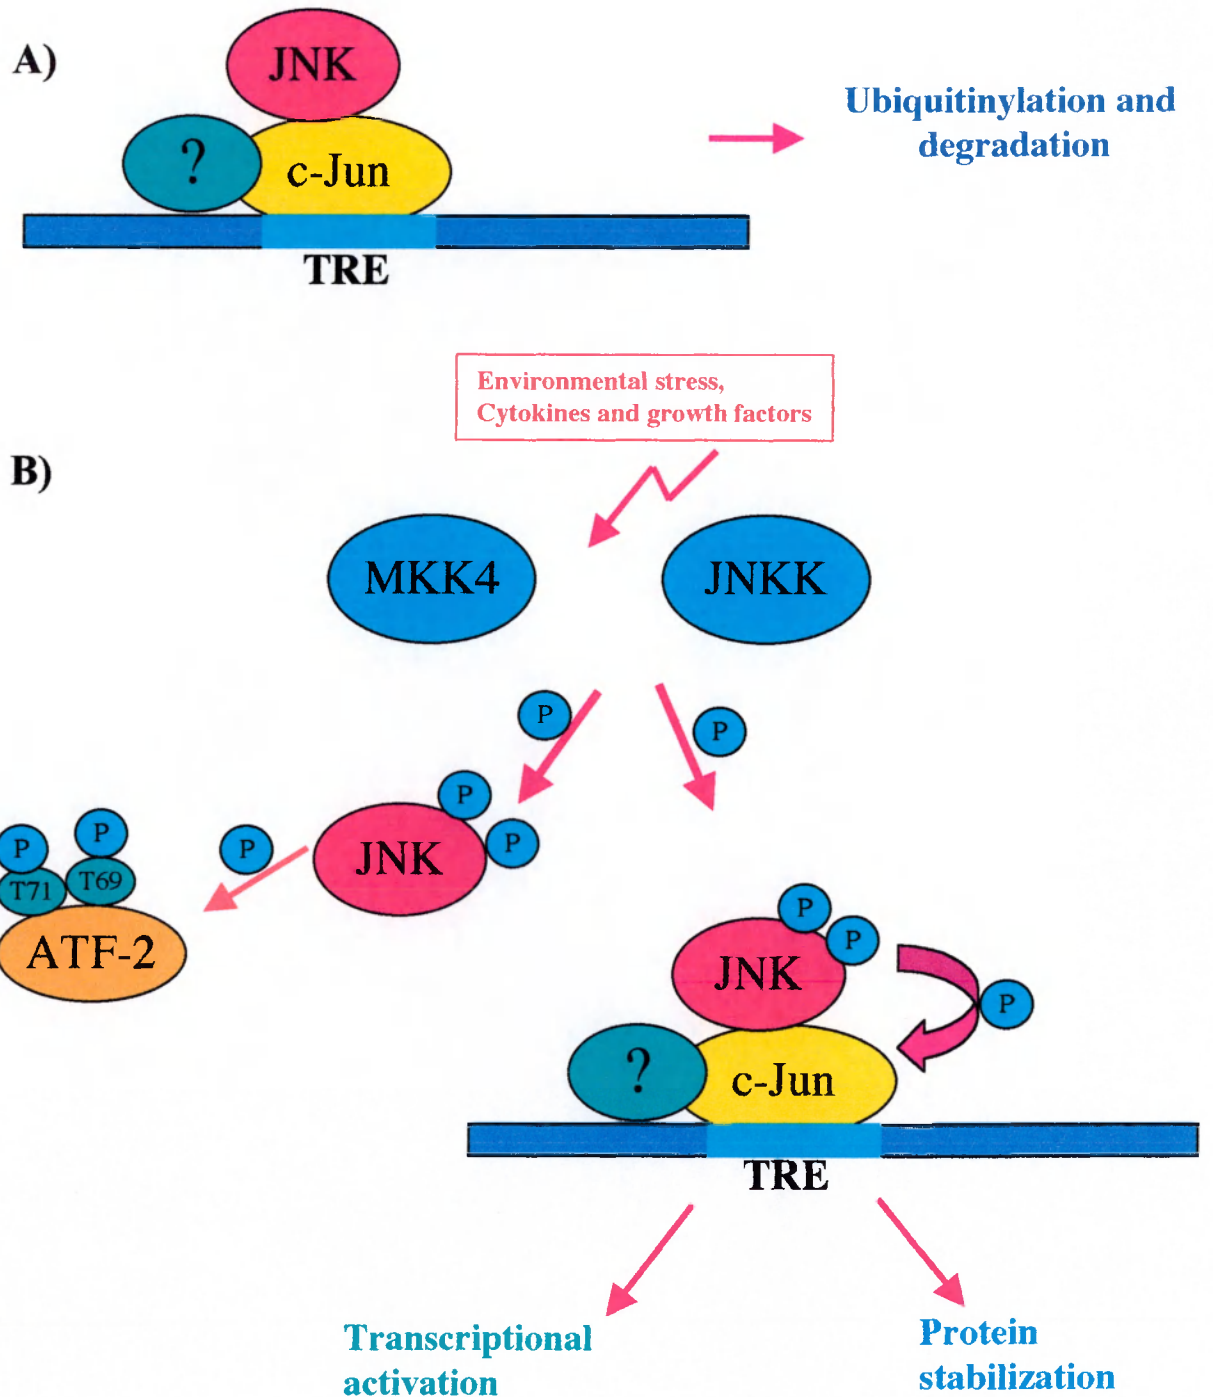 A)
JNK
?
c-Jun
TRE
Ubiquitinylation and
degradation
Environmental stress,
Cytokines and growth factors
B)
MKK4
JNKK
P
P
P
P
JNK
P
P
P
T71
T69
ATF-2
P
P
JNK
P
?
c-Jun
TRE
Transcriptional
activation
Protein
stabilization